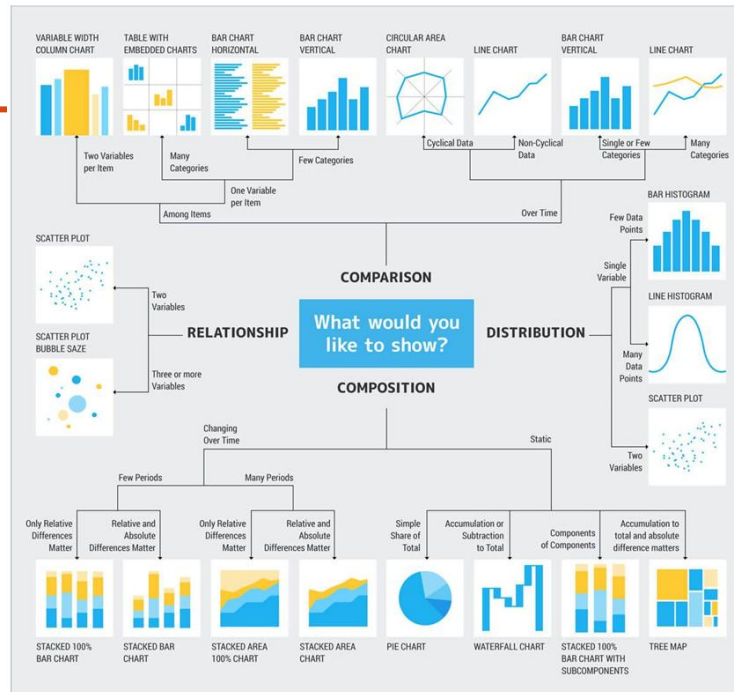 VARIABLE WIDTH
COLUMN CHART
TABLE WITH
EMBEDDED CHARTS
BAR CHART
HORIZONTAL
BAR CHART
VERTICAL
CIRCULAR AREA
CHART
LINE CHART
BAR CHART
VERTICAL
LINE CHART
Two Variables
per Item
Many
Categories
Few Categories
One Variable
per Item
Among Items
Cyclical Data
Non-Cyclical
Data
Single or Few
Categories
Many
Categories
Over Time
COMPARISON
SCATTER PLOT
Two
Variables
SCATTER PLOT
BUBBLE SAZE
Three or more
Variables
RELATIONSHIP
What would you
like to show?
DISTRIBUTION
BAR HISTOGRAM
Few Data
Points
Single
Variable
LINE HISTOGRAM
Many
Data
Points
SCATTER PLOT
Two
Variables
COMPOSITION
Changing
Over Time
Static
Few Periods
Many Periods
Only Relative
Differences
Matter
Relative and
Absolute
Differences Matter
Only Relative
Differences
Matter
Relative and
Absolute
Differences Matter
Simple
Share of
Total
Accumulation or
Subtraction
to Total
Components
of Components
Accumulation to
total and absolute
difference matters
STACKED 100%
BAR CHART
STACKED BAR
CHART
STACKED AREA
100% CHART
STACKED AREA
CHART
PIE CHART
WATERFALL CHART
STACKED 100%
BAR CHART WITH
SUBCOMPONENTS
TREE MAP